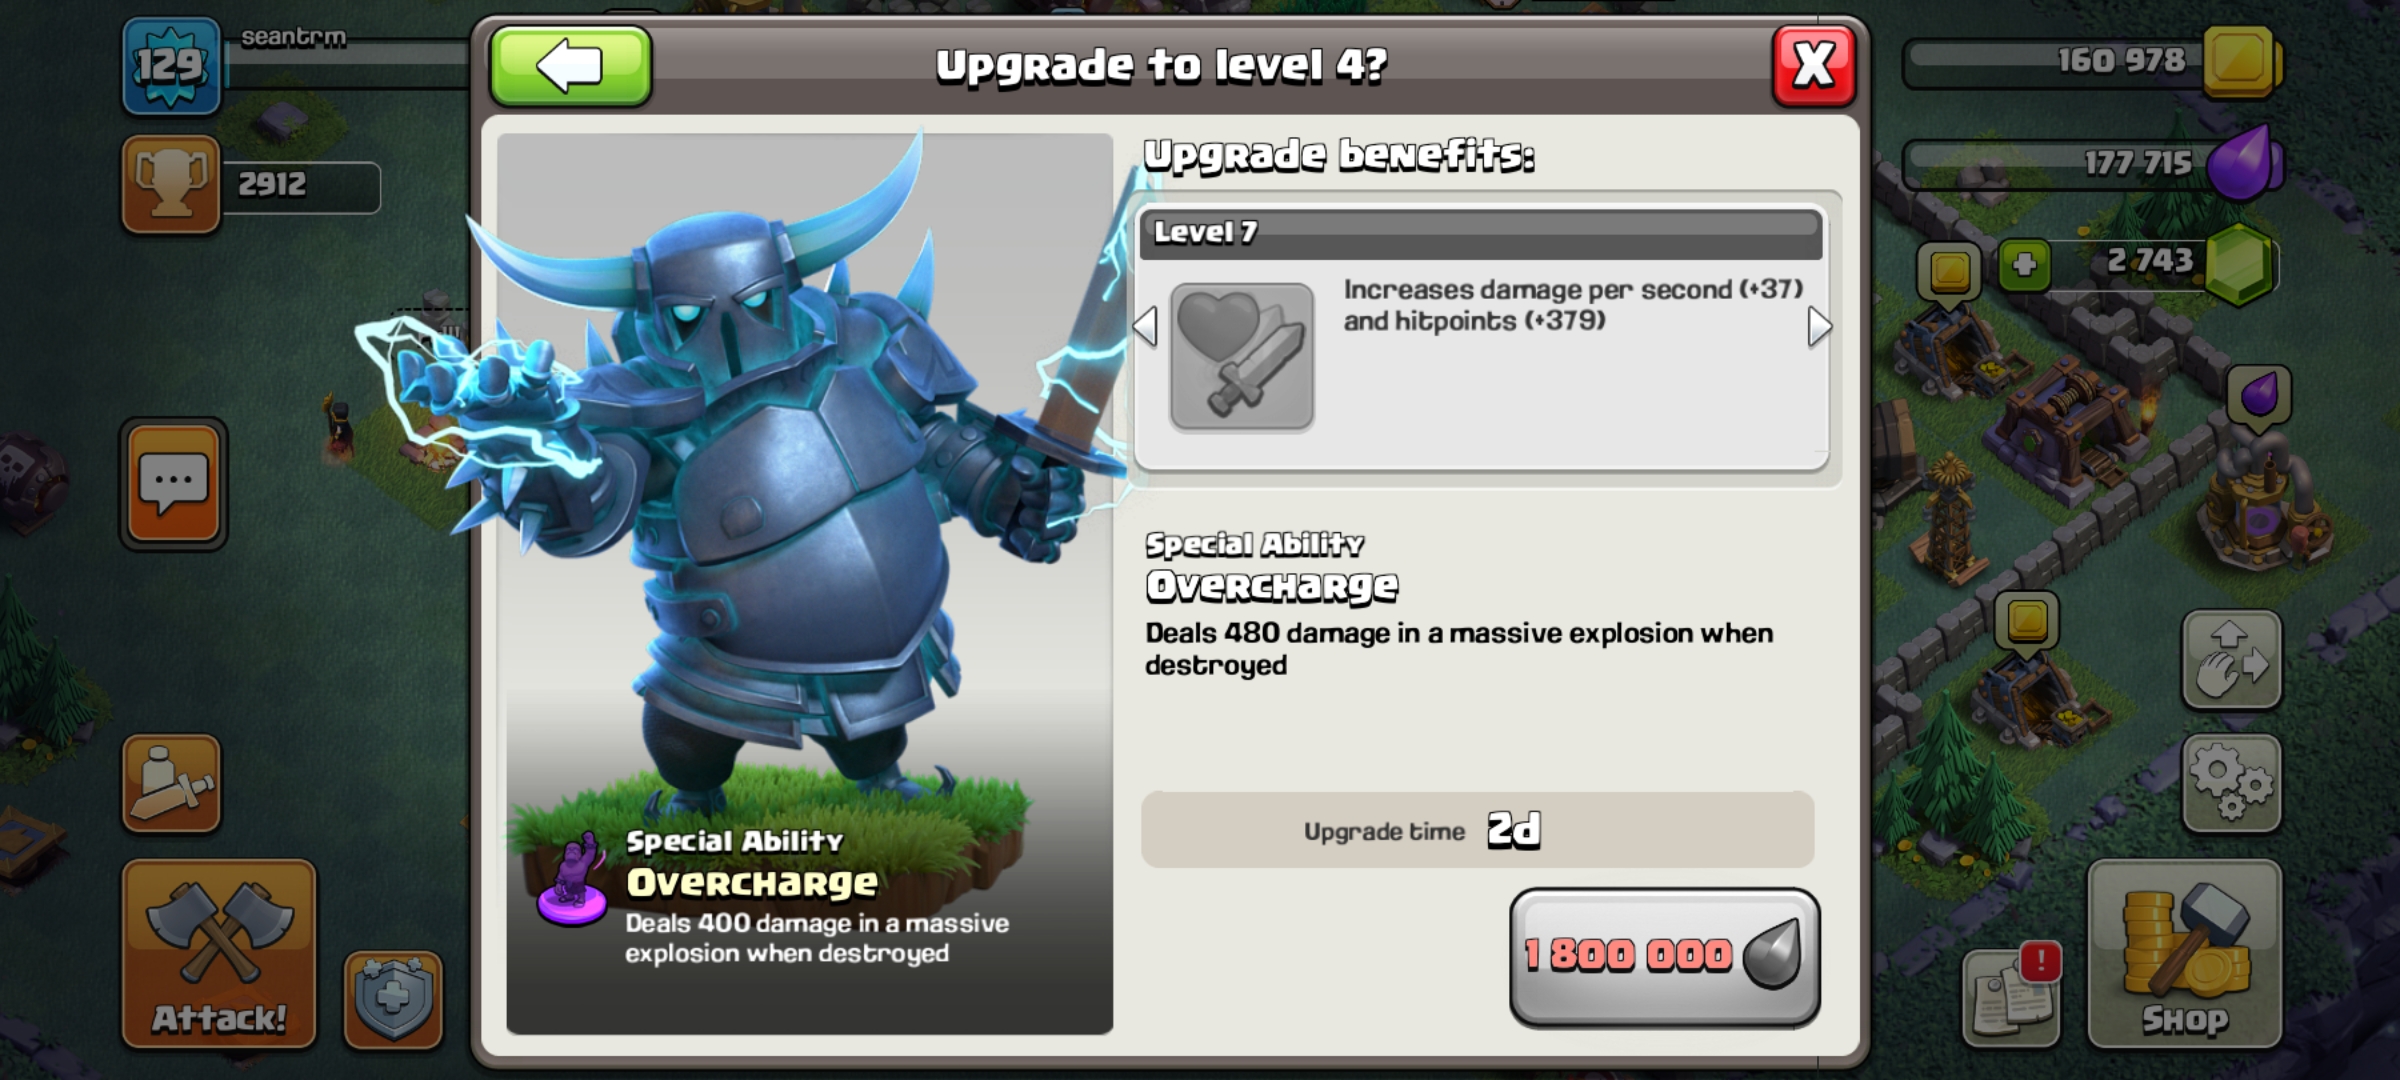 129
seantrm
2912
Attack!
Upgrade to level 4?
X
Special Ability
Overcharge
Deals 400 damage in a massive
explosion when destroyed
Upgrade benefits:
Level 7
Increases damage per second (+37)
and hitpoints (+379)
Special Ability
Overcharge
Deals 480 damage in a massive explosion when
destroyed
Upgrade time 2d
1 800 000
160 978
177 715
2 743
!
Shop